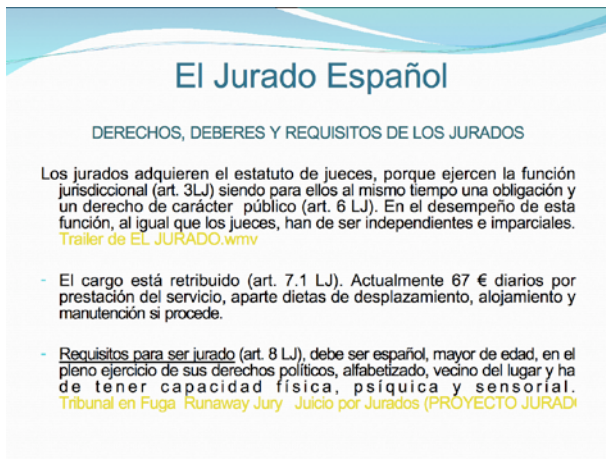 El Jurado Español
DERECHOS, DEBERES Y REQUISITOS DE LOS JURADOS
Los jurados adquieren el estatuto de jueces, porque ejercen la función
jurisdiccional (art. 3LJ) siendo para ellos al mismo tiempo una obligación y
un derecho de carácter público (art. 6 LJ). En el desempeño de esta
función, al igual que los jueces, han de ser independientes e imparciales.
Trailer de EL JURADO.wmv
- El cargo está retribuido (art. 7.1 LJ). Actualmente 67 € diarios por
prestación del servicio, aparte dietas de desplazamiento, alojamiento y
manutención si procede.
- Requisitos para ser jurado (art. 8 LJ), debe ser español, mayor de edad, en el
pleno ejercicio de sus derechos políticos, alfabetizado, vecino del lugar y ha
de tener capacidad física, psíquica y sensorial.
Tribunal en Fuga Runaway Jury Juicio por Jurados (PROYECTO JURADO